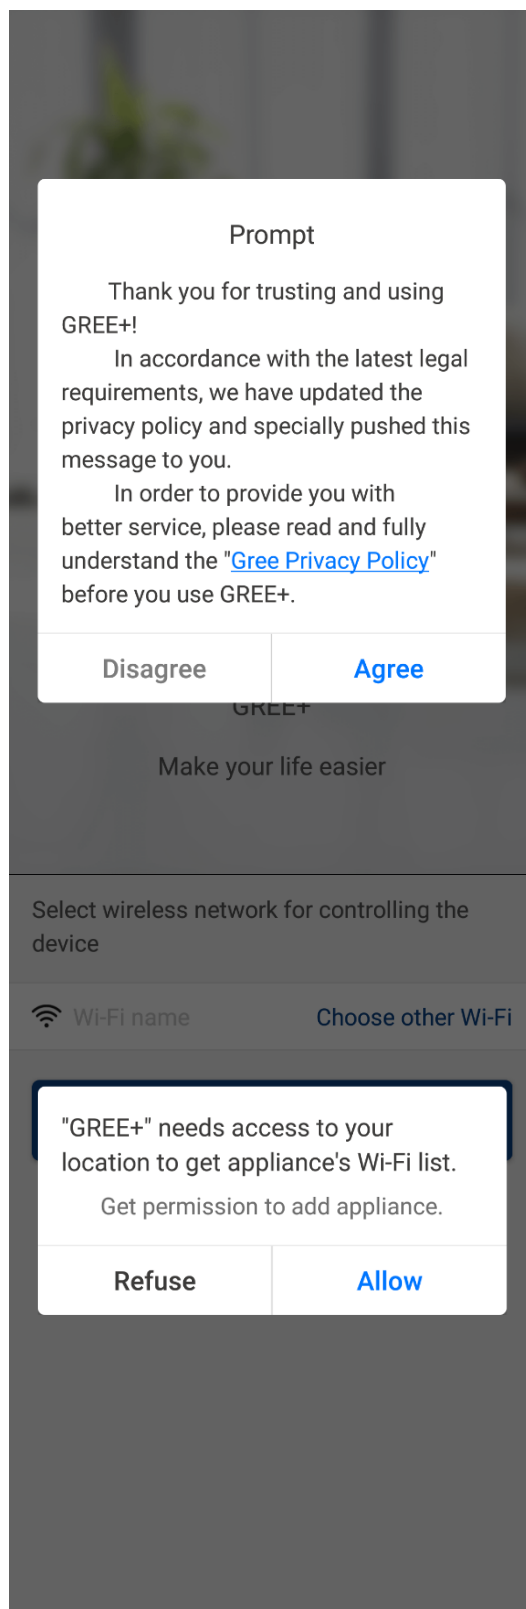 Prompt
Thank you for trusting and using
GREE+!
In accordance with the latest legal
requirements, we have updated the
privacy policy and specially pushed this
message to you.
In order to provide you with
better service, please read and fully
understand the "Gree Privacy Policy"
before you use GREE+.
Disagree
Agree
GREE+
Make your life easier
Select wireless network for controlling the
device
Wi-Fi name
Choose other Wi-Fi
"GREE+" needs access to your
location to get appliance's Wi-Fi list.
Get permission to add appliance.
Refuse
Allow